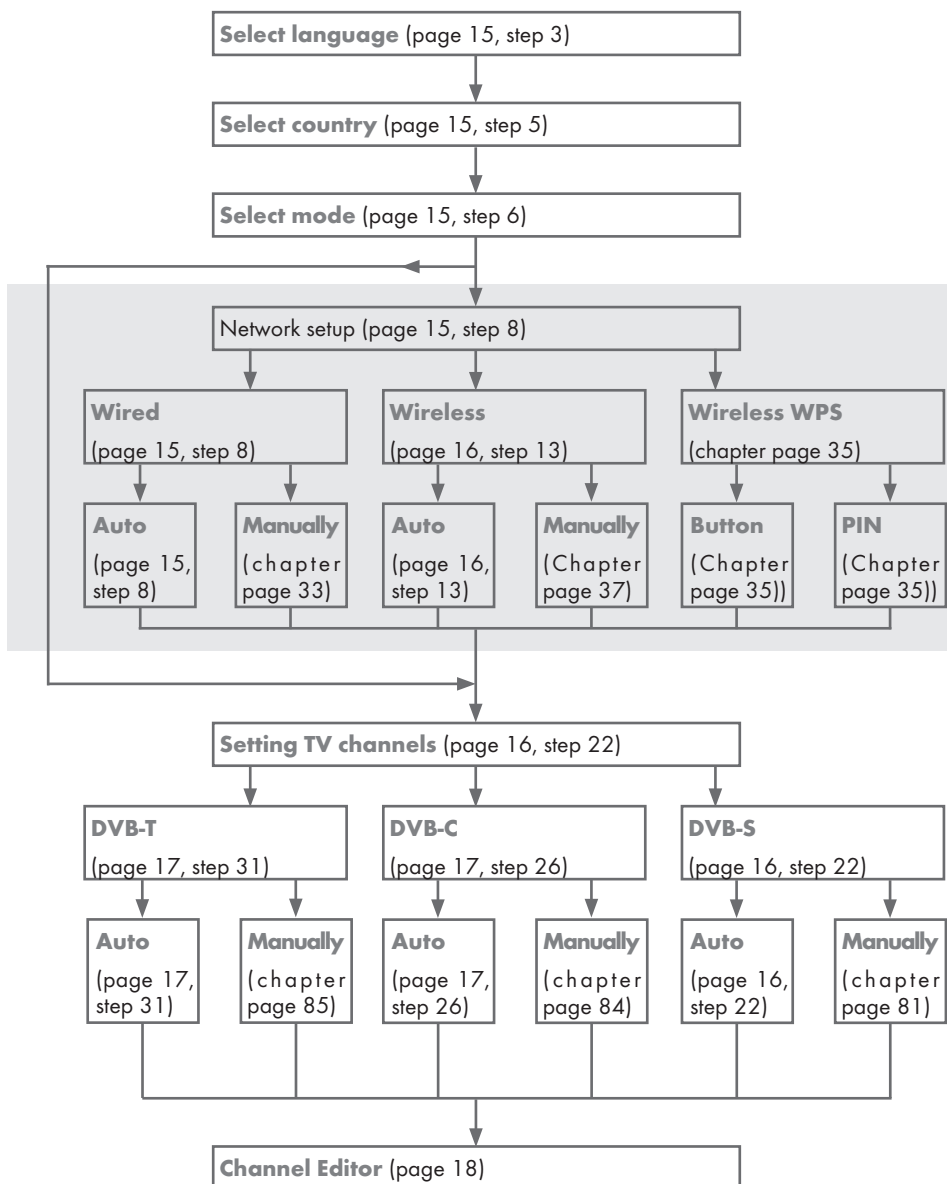 Select language (page 15, step 3)
Select country (page 15, step 5)
Select mode (page 15, step 6)
Network setup (page 15, step 8)
Wired
(page 15, step 8)
Wireless
(page 16, step 13)
Wireless WPS
(chapter page 35)
Auto
(page 15,
step 8)
Manually
(chapter
page 33)
Auto
(page 16,
step 13)
Manually
(Chapter
page 37)
Button
(Chapter
page 35))
PIN
(Chapter
page 35))
Setting TV channels (page 16, step 22)
DVB-T
(page 17, step 31)
DVB-C
(page 17, step 26)
DVB-S
(page 16, step 22)
Auto
(page 17,
step 31)
Manually
(chapter
page 85)
Auto
(page 17,
step 26)
Manually
(chapter
page 84)
Auto
(page 16,
step 22)
Manually
(chapter
page 81)
Channel Editor (page 18)